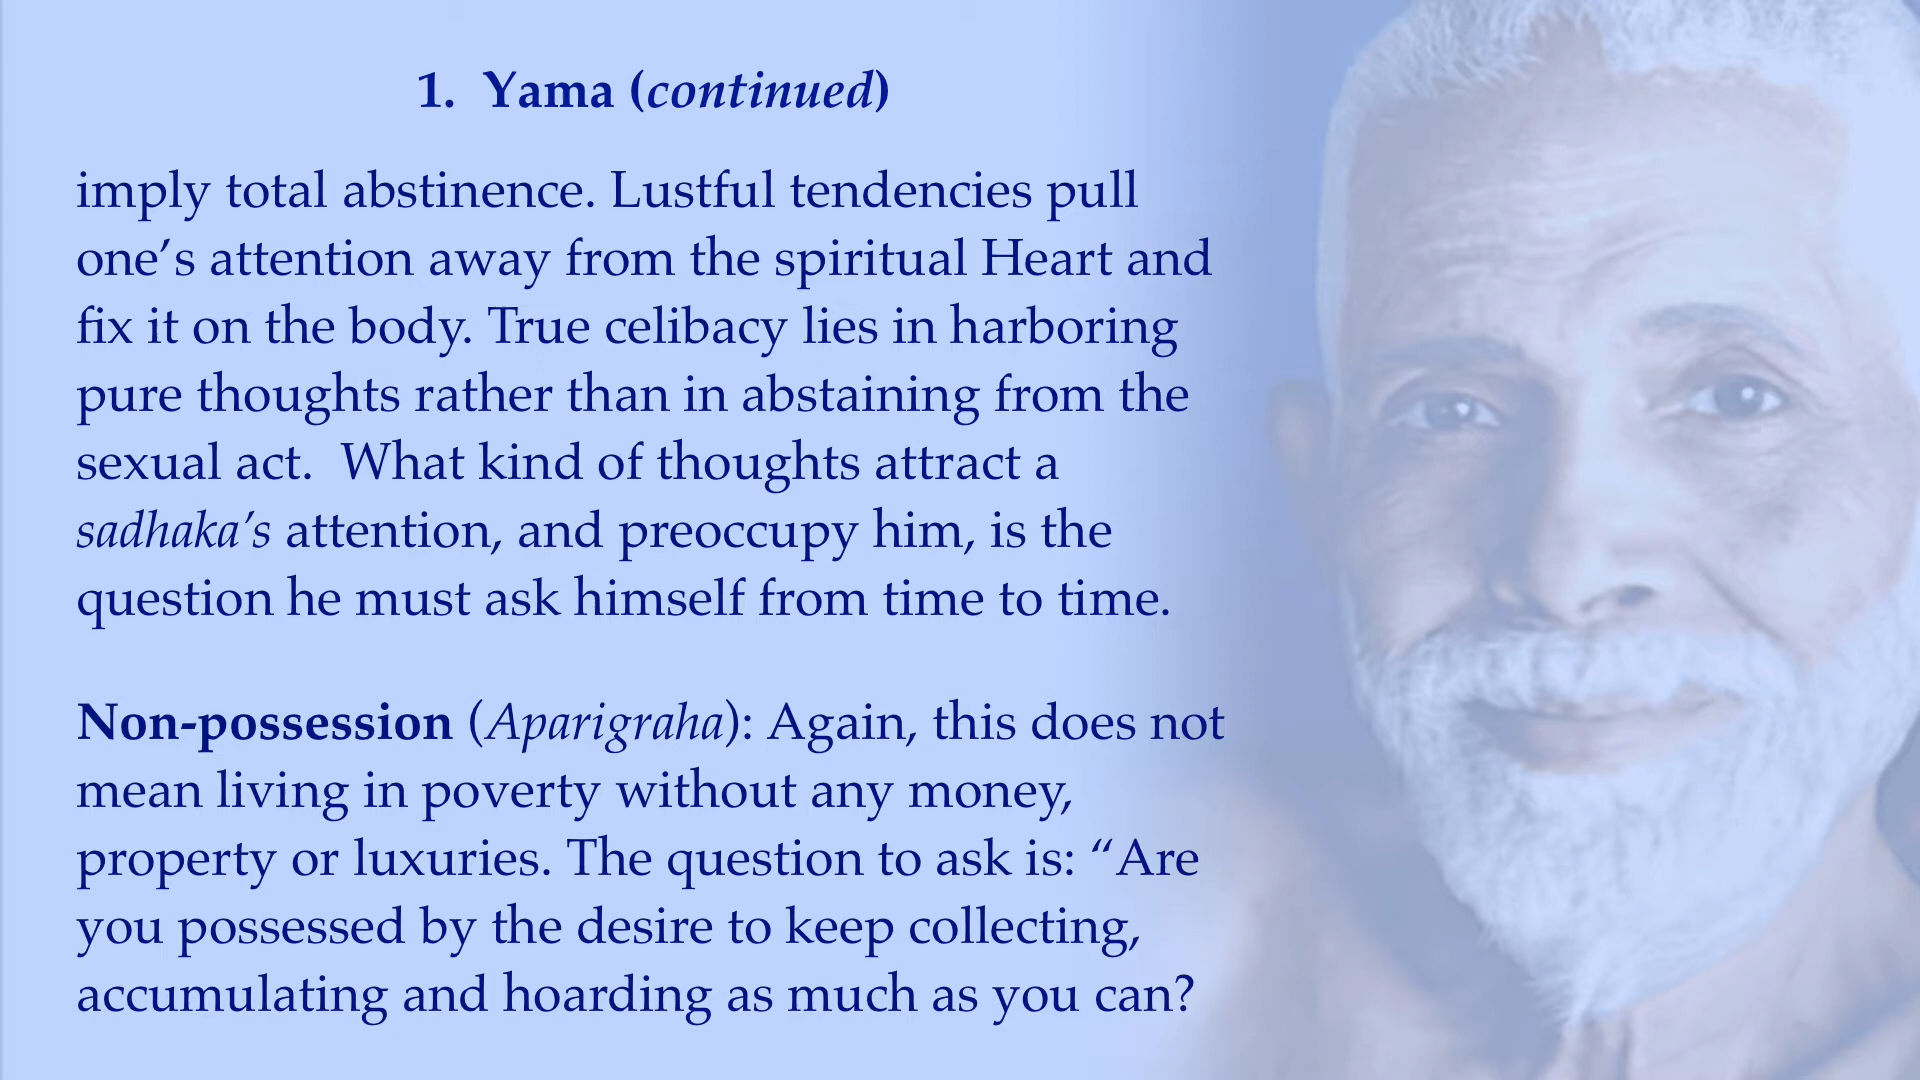 1. Yama (continued)
imply total abstinence. Lustful tendencies pull
one’s attention away from the spiritual Heart and
fix it on the body. True celibacy lies in harboring
pure thoughts rather than in abstaining from the
sexual act. What kind of thoughts attract a
sadhaka’s attention, and preoccupy him, is the
question he must ask himself from time to time.
Non-possession (Aparigraha): Again, this does not
mean living in poverty without any money,
property or luxuries. The question to ask is: “Are
you possessed by the desire to keep collecting,
accumulating and hoarding as much as you can?